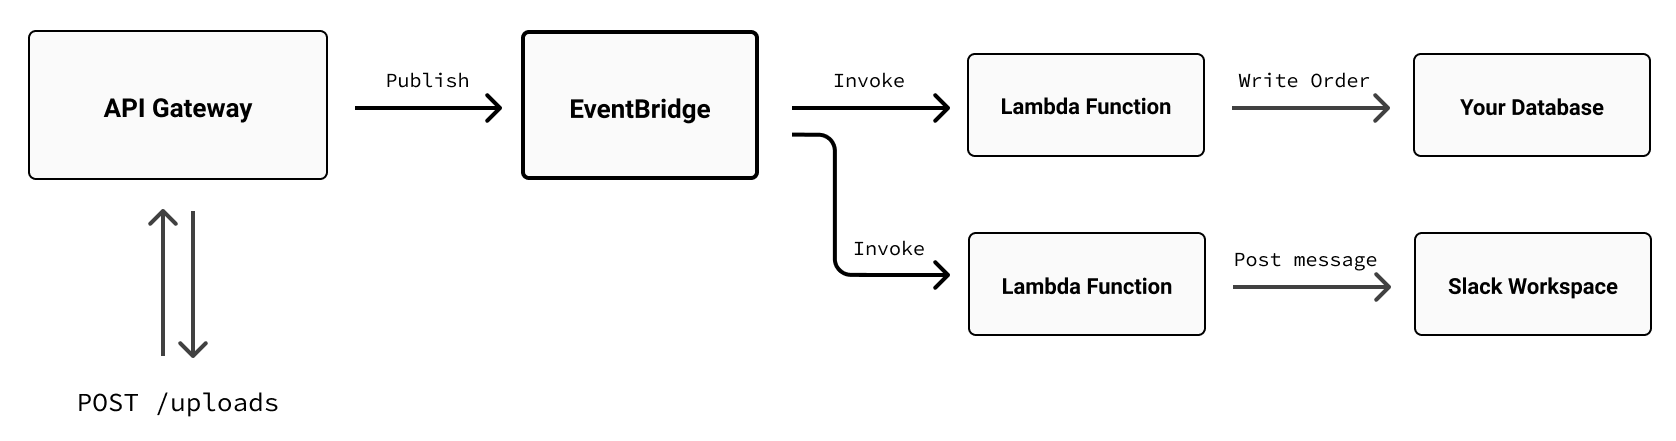 API Gateway
Publish
EventBridge
Invoke
Lambda Function
Write Order
Your Database
Invoke
Lambda Function
Post message
Slack Workspace
POST /uploads